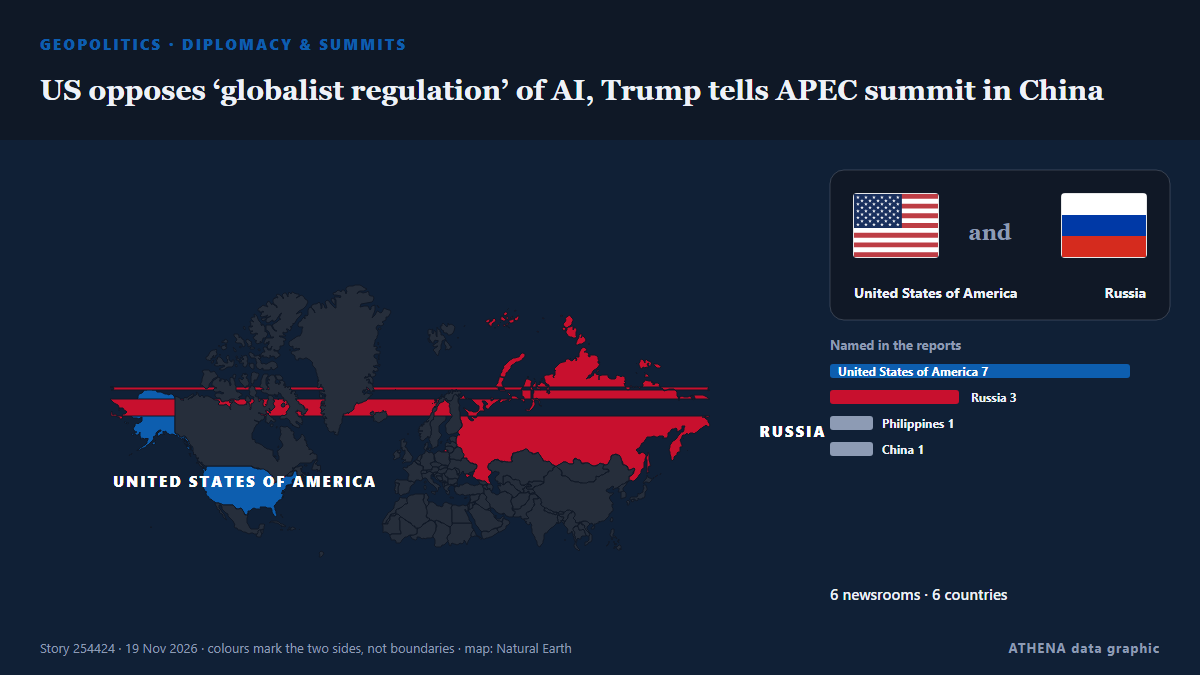 GEOPOLITICS · DIPLOMACY & SUMMITS
US opposes ‘globalist regulation’ of AI, Trump tells APEC summit in China
and
United States of America
Russia
Named in the reports
United States of America 7
Russia 3
Philippines 1
China 1
RUSSIA
UNITED STATES OF AMERICA
6 newsrooms · 6 countries
Story 254424 · 19 Nov 2026 · colours mark the two sides, not boundaries · map: Natural Earth
ATHENA data graphic